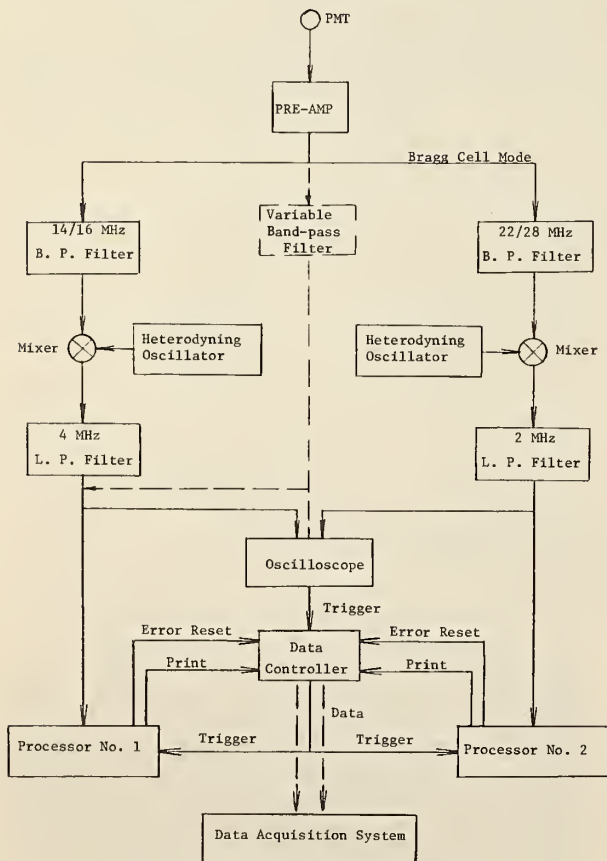 PMT
PRE-AMP
Bragg Cell Mode
14/16 MHz
B. P. Filter
Variable
Band-pass
Filter
22/28 MHz
B. P. Filter
Mixer
Heterodyning
Oscillator
Heterodyning
Oscillator
Mixer
4 MHz
L. P. Filter
2 MHz
L. P. Filter
Oscilloscope
Trigger
Error Reset
Print
Data
Controller
Error Reset
Print
Data
Processor No. 1
Trigger
Trigger
Processor No. 2
Data Acquisition System